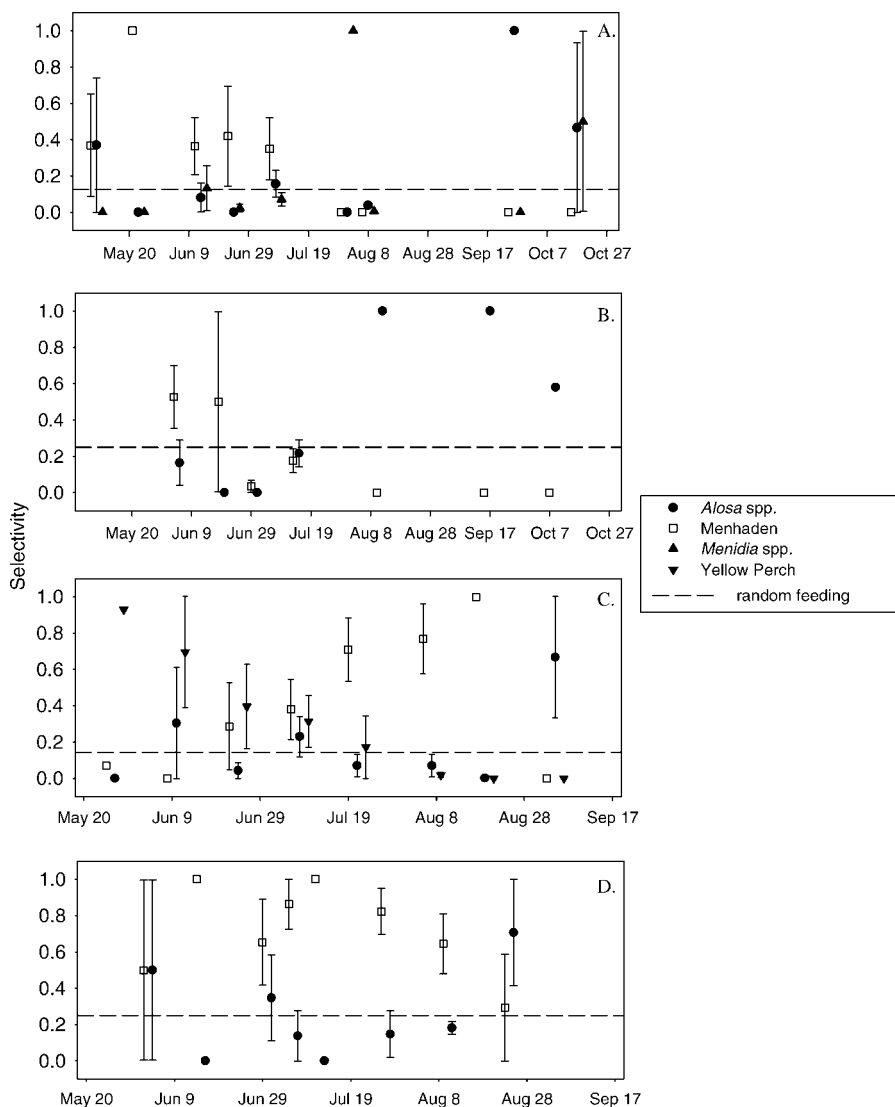 A.
1.0
0.8
0.6
0.4
0.2
0.0
May 20 Jun 9 Jun 29 Jul 19 Aug 8 Aug 28 Sep 17 Oct 7 Oct 27
B.
1.0
0.8
0.6
0.4
0.2
0.0
May 20 Jun 9 Jun 29 Jul 19 Aug 8 Aug 28 Sep 17 Oct 7 Oct 27
Selectivity
Alosa spp.
Menhaden
Menidia spp.
Yellow Perch
random feeding
C.
1.0
0.8
0.6
0.4
0.2
0.0
May 20 Jun 9 Jun 29 Jul 19 Aug 8 Aug 28 Sep 17
D.
1.0
0.8
0.6
0.4
0.2
0.0
May 20 Jun 9 Jun 29 Jul 19 Aug 8 Aug 28 Sep 17